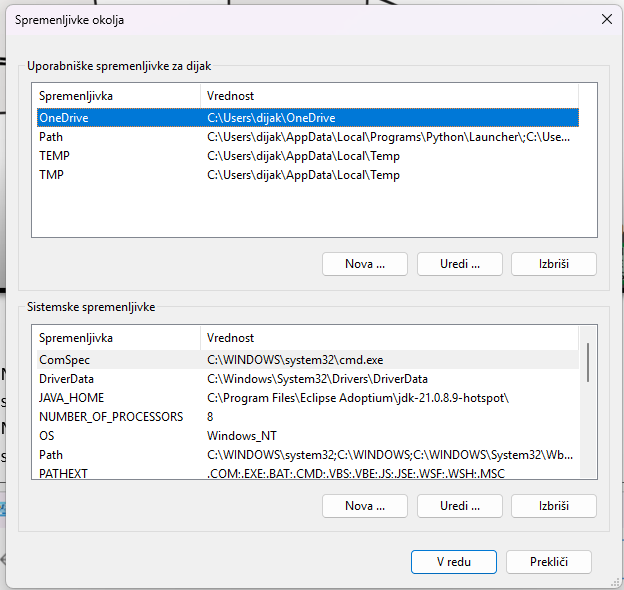 Spremenljivke okolja
Uporabniške spremenljivke za dijak
Spremenljivka Vrednost
OneDrive C:\Users\dijak\OneDrive
Path C:\Users\dijak\AppData\Local\Programs\Python\Launcher\;C:\Use...
TEMP C:\Users\dijak\AppData\Local\Temp
TMP C:\Users\dijak\AppData\Local\Temp
Nova ... Uredi ... Izbriši
Sistemske spremenljivke
Spremenljivka Vrednost
ComSpec C:\WINDOWS\system32\cmd.exe
DriverData C:\Windows\System32\Drivers\DriverData
JAVA_HOME C:\Program Files\Eclipse Adoptium\jdk-21.0.8.9-hotspot\
NUMBER_OF_PROCESSORS 8
OS Windows_NT
Path C:\WINDOWS\system32;C:\WINDOWS;C:\WINDOWS\System32\Wb...
PATHEXT .COM;.EXE;.BAT;.CMD;.VBS;.VBE;.JS;.JSE;.WSF;.WSH;.MSC
Nova ... Uredi ... Izbriši
V redu Prekliči